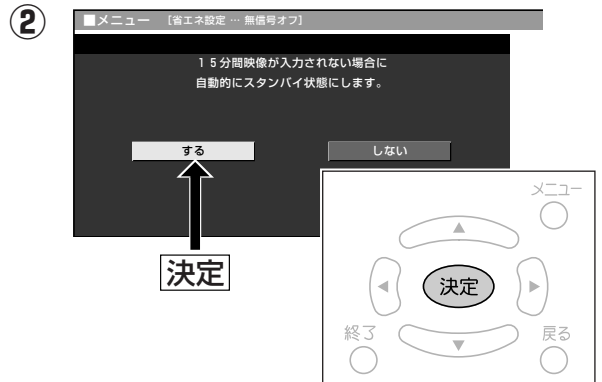 ②
■メニュー [省エネ設定 … 無信号オフ]
15分間映像が入力されない場合に
自動的にスタンバイ状態にします。
する しない
決定
メニュー
決定
終了 戻る